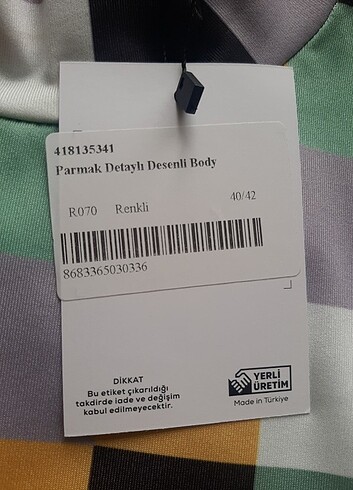 418135341
Parmak Detaylı Desenli Body
R070 Renkli 40/42
8683365030336
DİKKAT
Bu etiket çıkarıldığı
takdirde iade ve değişim
kabul edilmeyecektir.
YERLİ
ÜRETİM
Made in Türkiye